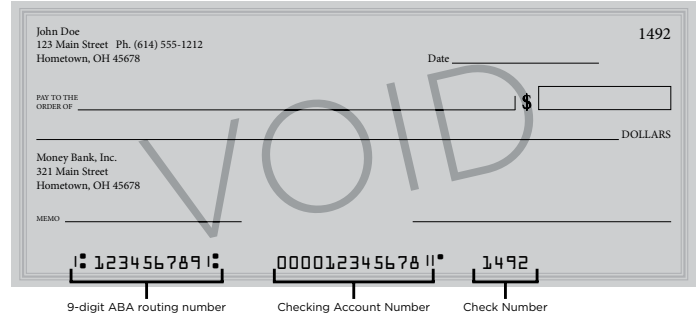 John Doe
1492
123 Main Street Ph. (614) 555-1212
Hometown, OH 45678
Date
PAY TO THE
ORDER OF
$
DOLLARS
VOID
Money Bank, Inc.
321 Main Street
Hometown, OH 45678
MEMO
⑆123456789⑆ 000012345678⑈ 1492
9-digit ABA routing number Checking Account Number Check Number